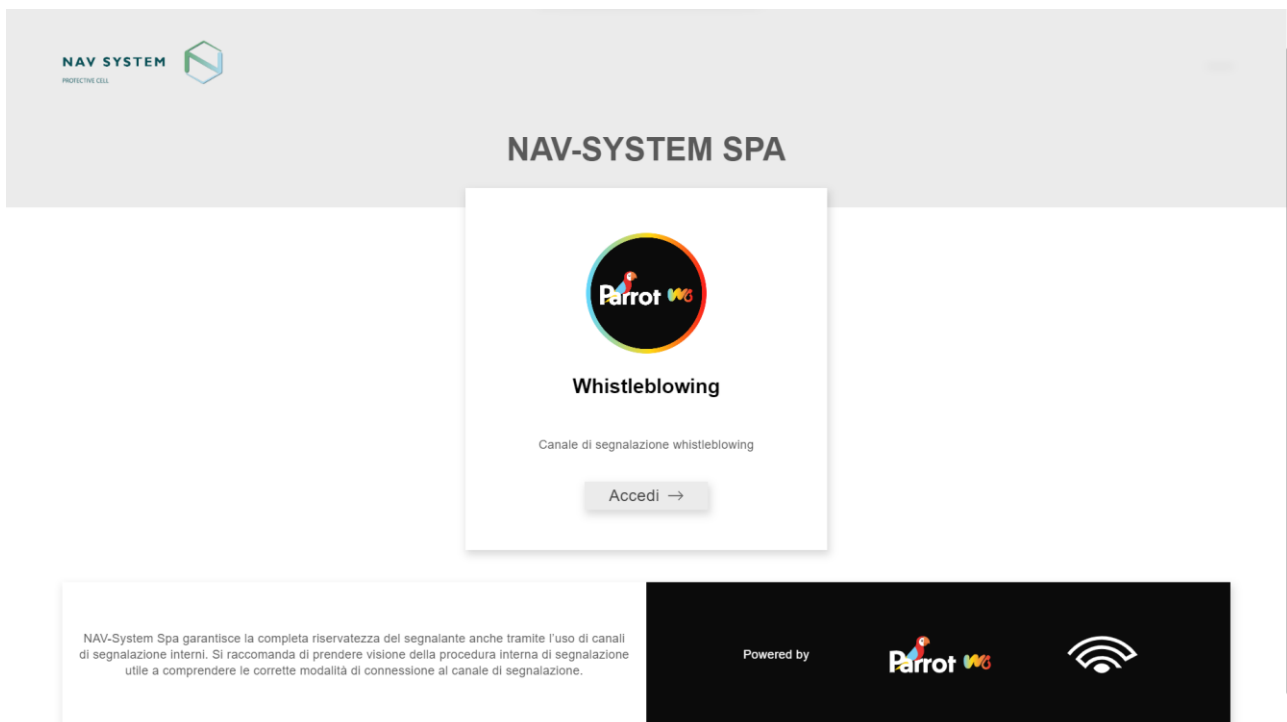 NAV SYSTEM
PROTECTIVE CELL
NAV-SYSTEM SPA
Parrot WB
Whistleblowing
Canale di segnalazione whistleblowing
Accedi →
NAV-System Spa garantisce la completa riservatezza del segnalante anche tramite l'uso di canali
di segnalazione interni. Si raccomanda di prendere visione della procedura interna di segnalazione
utile a comprendere le corrette modalità di connessione al canale di segnalazione.
Powered by
Parrot WB